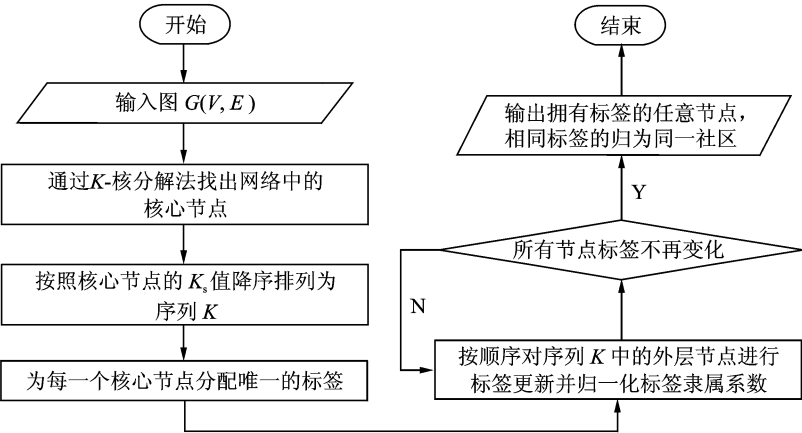 开始
输入图 G(V, E)
通过K-核分解法找出网络中的
核心节点
按照核心节点的 Ks值降序排列为
序列 K
为每一个核心节点分配唯一的标签
按顺序对序列 K 中的外层节点进行
标签更新并归一化标签隶属系数
所有节点标签不再变化
N
Y
输出拥有标签的任意节点，
相同标签的归为同一社区
结束